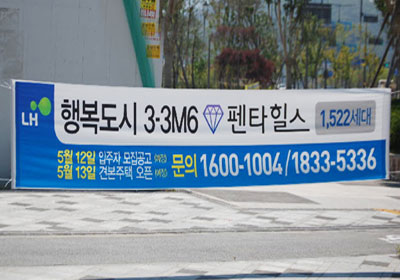 LH 행복도시 3-3M6 펜타힐스 1,522세대
5월 12일 입주자 모집공고
5월 13일 견본주택 오픈
문의 1600-1004/1833-5336